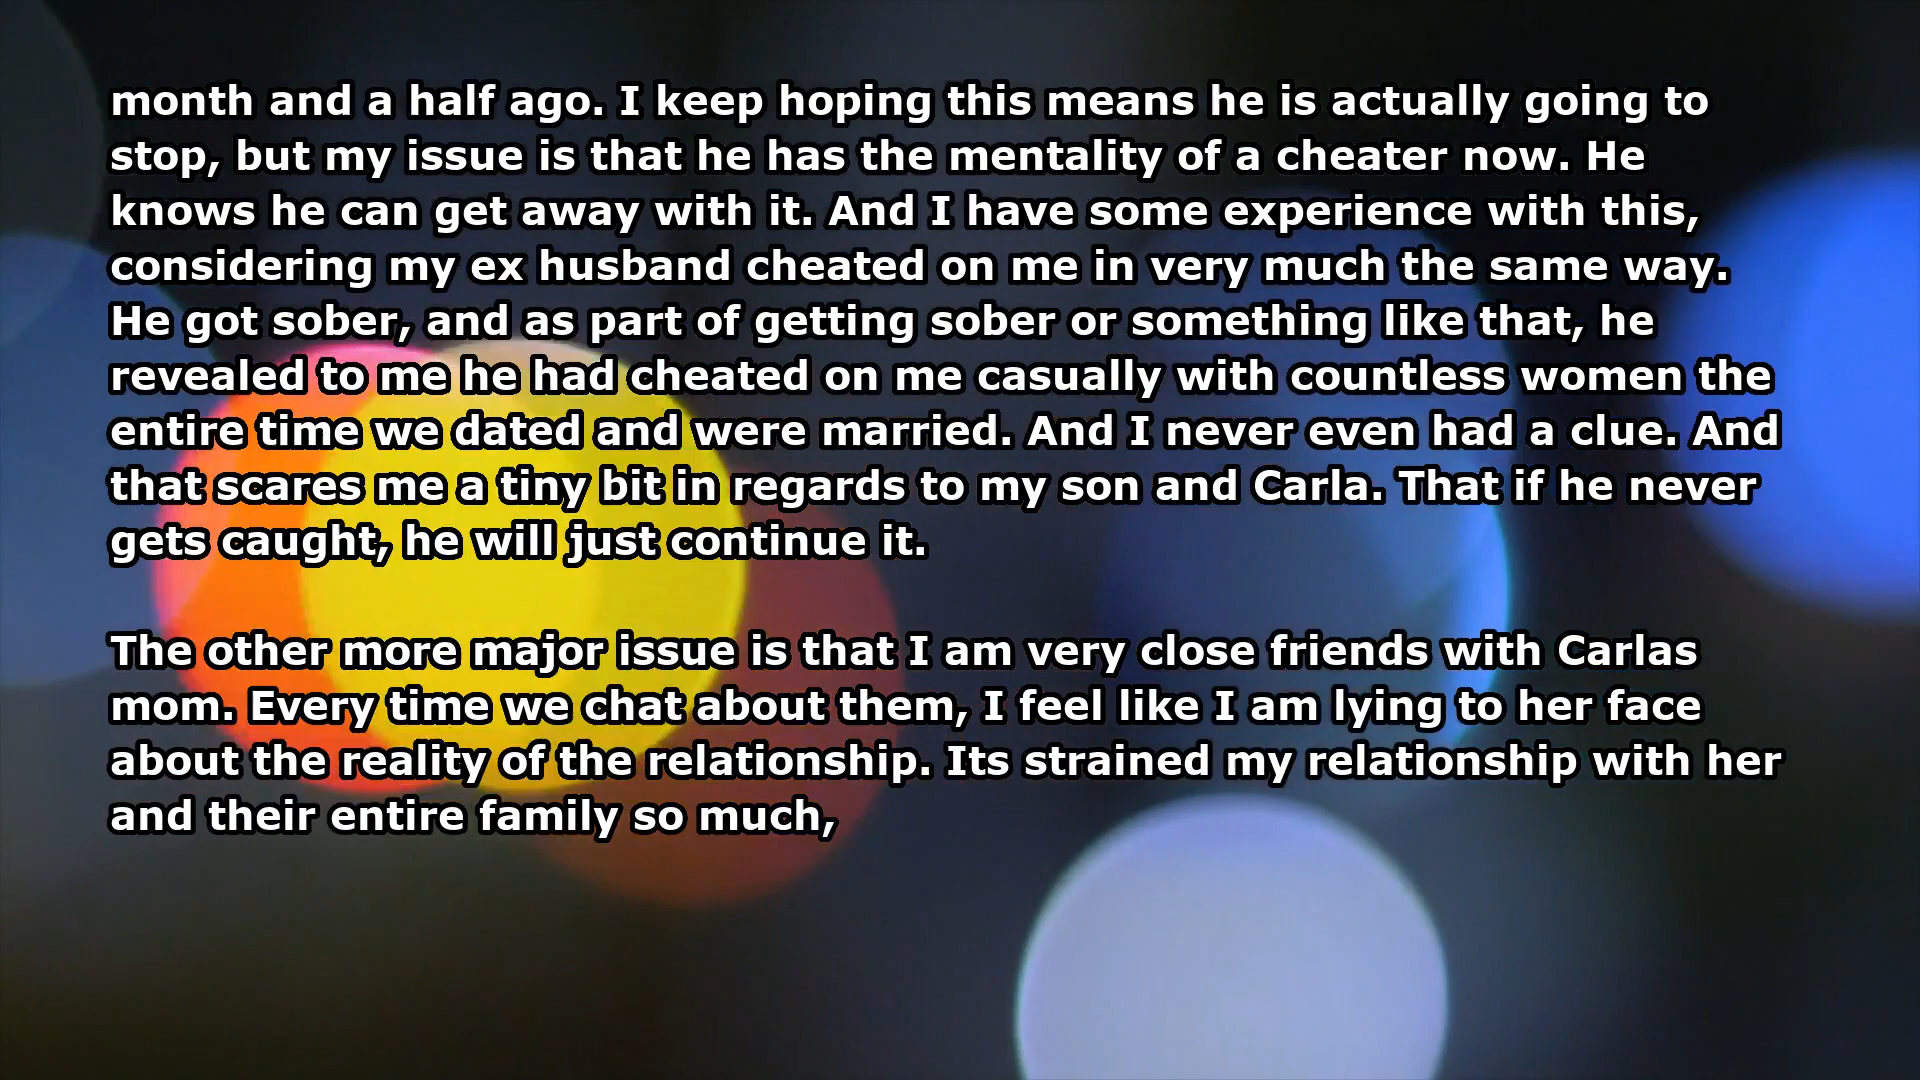 month and a half ago. I keep hoping this means he is actually going to
stop, but my issue is that he has the mentality of a cheater now. He
knows he can get away with it. And I have some experience with this,
considering my ex husband cheated on me in very much the same way.
He got sober, and as part of getting sober or something like that, he
revealed to me he had cheated on me casually with countless women the
entire time we dated and were married. And I never even had a clue. And
that scares me a tiny bit in regards to my son and Carla. That if he never
gets caught, he will just continue it.
The other more major issue is that I am very close friends with Carlas
mom. Every time we chat about them, I feel like I am lying to her face
about the reality of the relationship. Its strained my relationship with her
and their entire family so much,